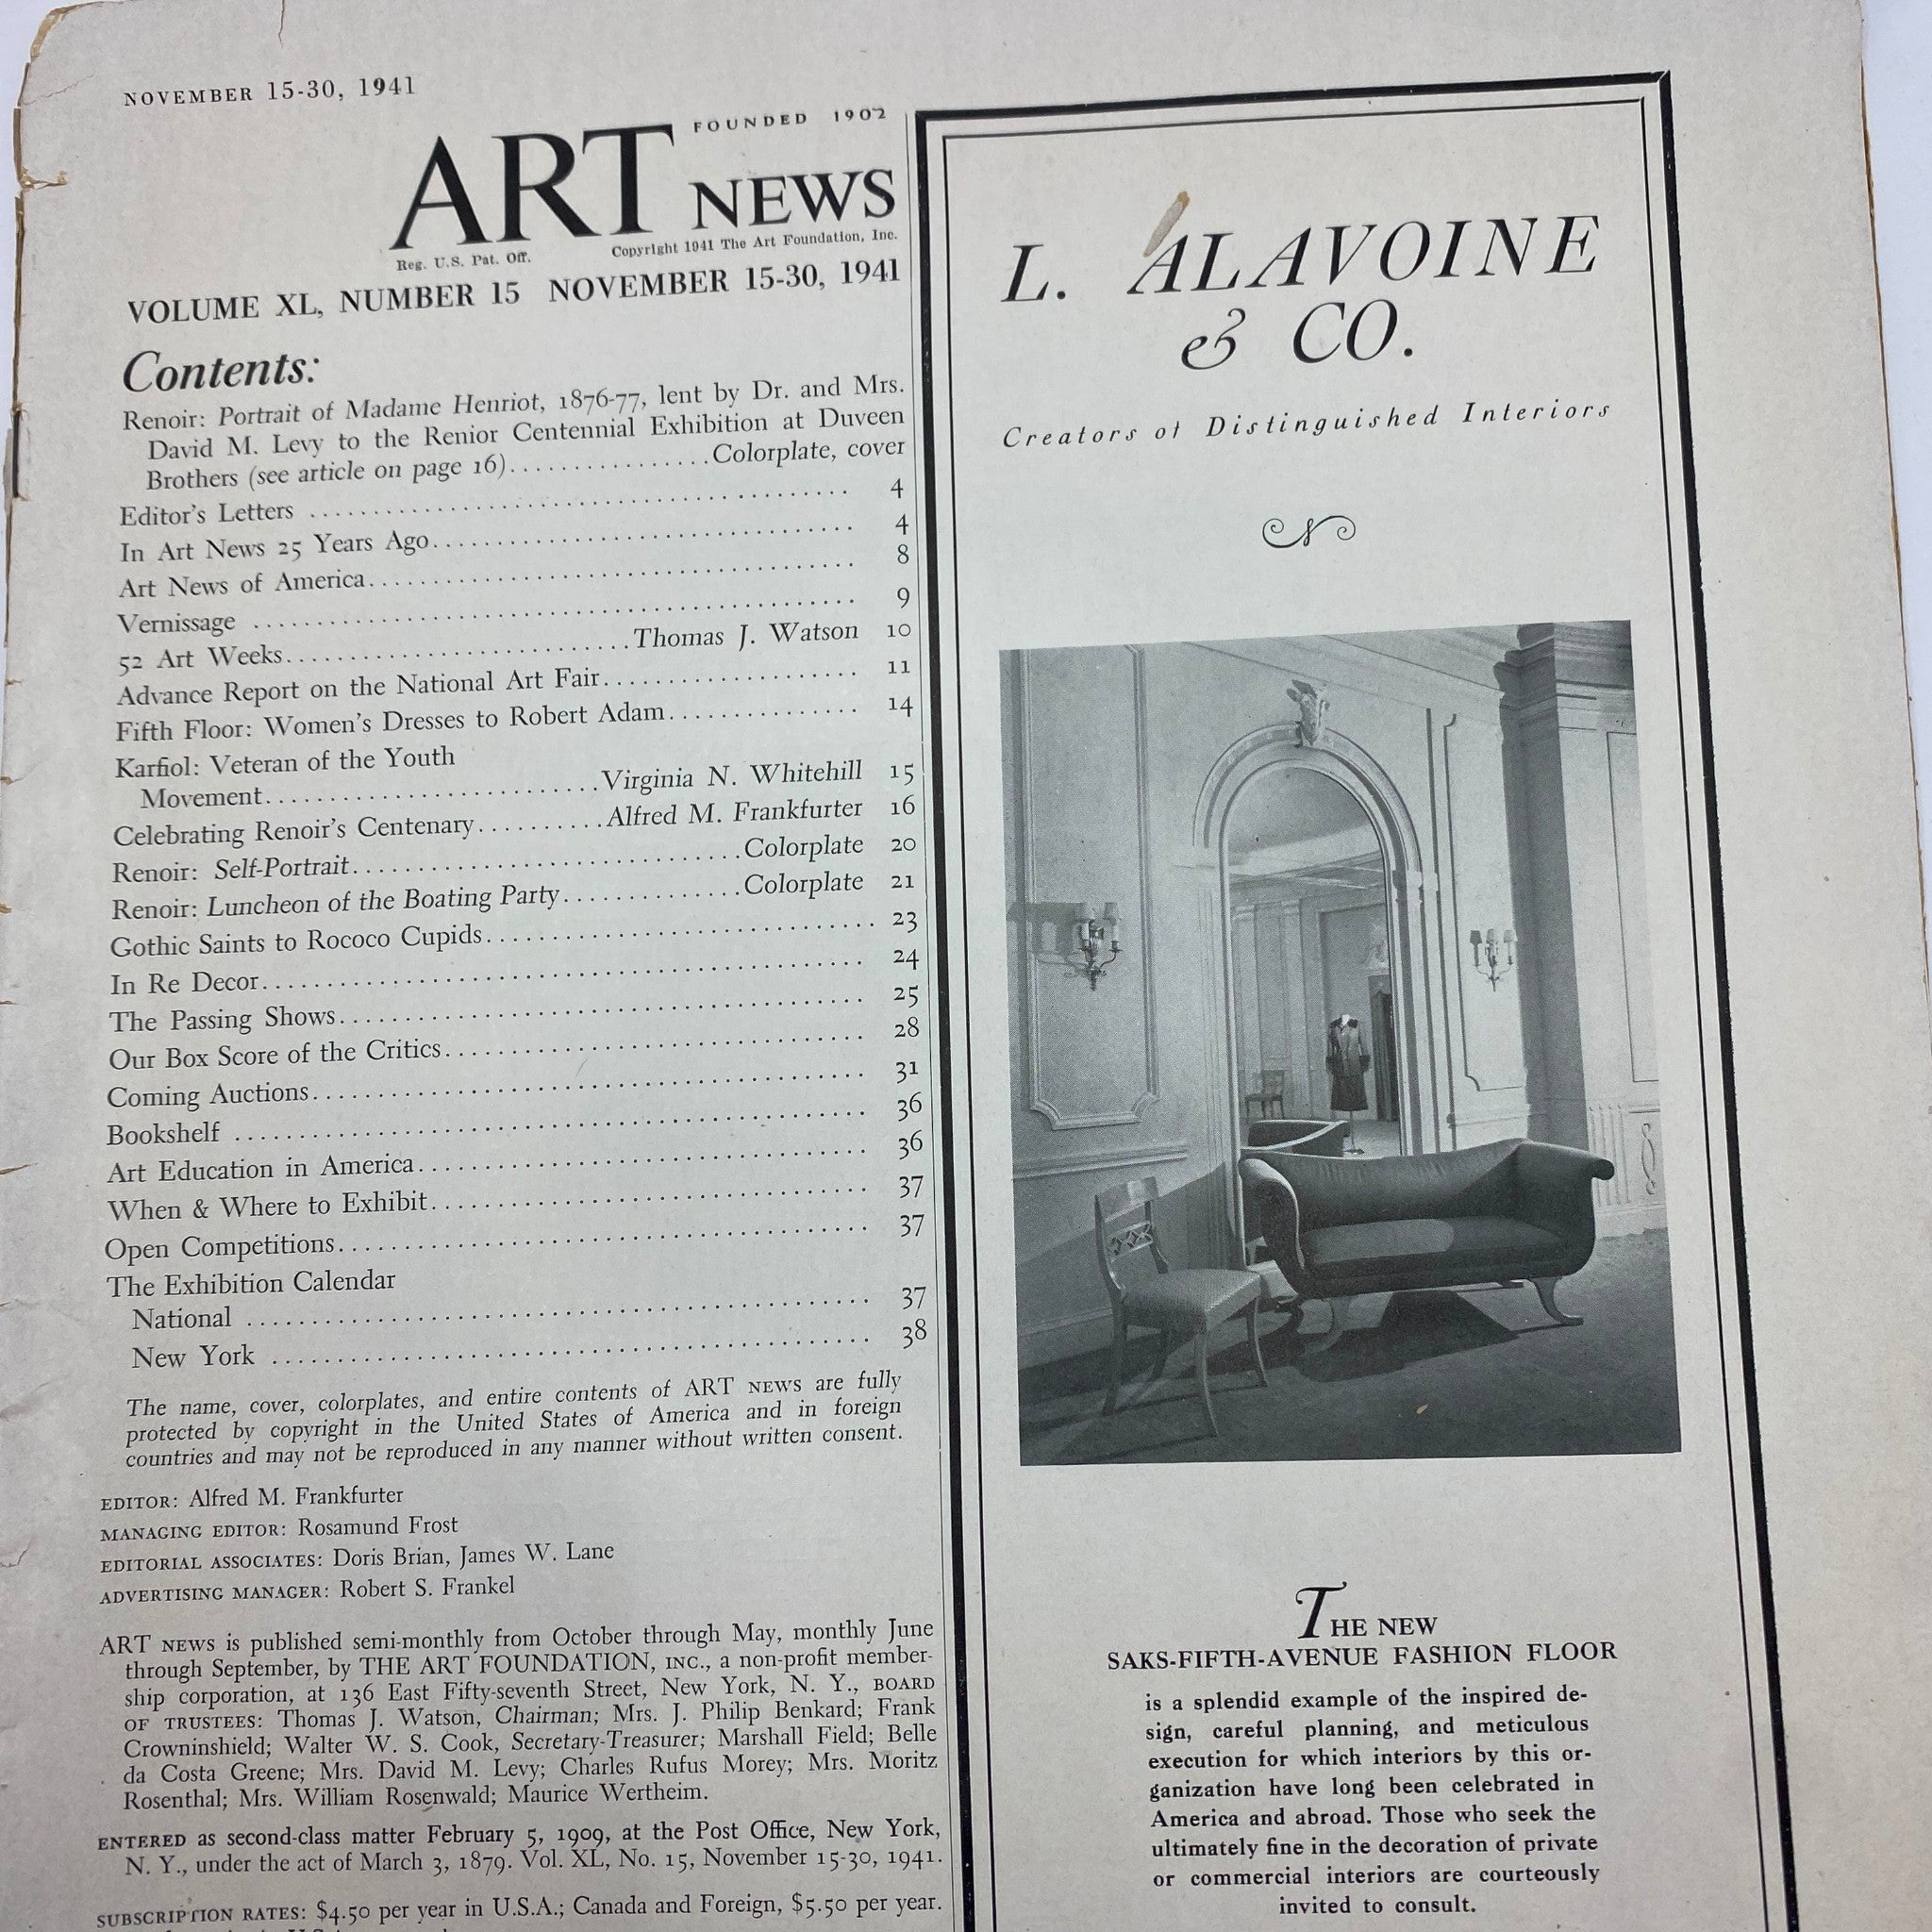 NOVEMBER 15-30, 1941
FOUNDED 1902
ART NEWS
Reg. U.S. Pat. Off. Copyright 1941 The Art Foundation, Inc.
VOLUME XL, NUMBER 15 NOVEMBER 15-30, 1941
Contents:
Renoir: Portrait of Madame Henriot, 1876-77, lent by Dr. and Mrs.
David M. Levy to the Renior Centennial Exhibition at Duveen
Brothers (see article on page 16)................Colorplate, cover
Editor's Letters .......................................... 4
In Art News 25 Years Ago................................. 4
Art News of America...................................... 8
Vernissage ............................................... 9
52 Art Weeks...........................Thomas J. Watson 10
Advance Report on the National Art Fair.................... 11
Fifth Floor: Women's Dresses to Robert Adam............... 14
Karfiol: Veteran of the Youth
Movement..........................Virginia N. Whitehill 15
Celebrating Renoir's Centenary..........Alfred M. Frankfurter 16
Renoir: Self-Portrait..............................Colorplate 20
Renoir: Luncheon of the Boating Party..............Colorplate 21
Gothic Saints to Rococo Cupids............................... 23
In Re Decor............................................... 24
The Passing Shows......................................... 25
Our Box Score of the Critics................................. 28
Coming Auctions........................................... 31
Bookshelf ................................................. 36
Art Education in America................................... 36
When & Where to Exhibit.................................. 37
Open Competitions......................................... 37
The Exhibition Calendar
National ................................................ 37
New York .............................................. 38
The name, cover, colorplates, and entire contents of ART NEWS are fully
protected by copyright in the United States of America and in foreign
countries and may not be reproduced in any manner without written consent.
EDITOR: Alfred M. Frankfurter
MANAGING EDITOR: Rosamund Frost
EDITORIAL ASSOCIATES: Doris Brian, James W. Lane
ADVERTISING MANAGER: Robert S. Frankel
ART NEWS is published semi-monthly from October through May, monthly June
through September, by THE ART FOUNDATION, INC., a non-profit member-
ship corporation, at 136 East Fifty-seventh Street, New York, N. Y., BOARD
OF TRUSTEES: Thomas J. Watson, Chairman; Mrs. J. Philip Benkard; Frank
Crowninshield; Walter W. S. Cook, Secretary-Treasurer; Marshall Field; Belle
da Costa Greene; Mrs. David M. Levy; Charles Rufus Morey; Mrs. Moritz
Rosenthal; Mrs. William Rosenwald; Maurice Wertheim.
ENTERED as second-class matter February 5, 1909, at the Post Office, New York,
N. Y., under the act of March 3, 1879. Vol. XL, No. 15, November 15-30, 1941.
SUBSCRIPTION RATES: $4.50 per year in U.S.A.; Canada and Foreign, $5.50 per year.
L. ALAVOINE
& CO.
Creators of Distinguished Interiors
THE NEW
SAKS-FIFTH-AVENUE FASHION FLOOR
is a splendid example of the inspired de-
sign, careful planning, and meticulous
execution for which interiors by this or-
ganization have long been celebrated in
America and abroad. Those who seek the
ultimately fine in the decoration of private
or commercial interiors are courteously
invited to consult.